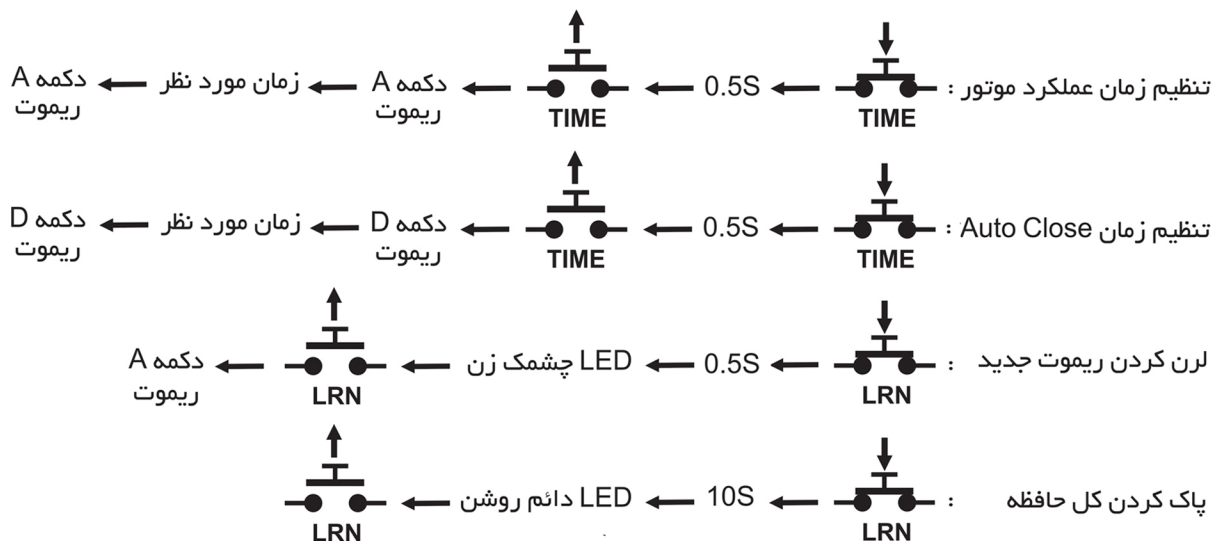 تنظیم زمان عملکرد موتور : TIME 0.5S TIME دکمه A ریموت زمان مورد نظر دکمه A ریموت
تنظیم زمان Auto Close : TIME 0.5S TIME دکمه D ریموت زمان مورد نظر دکمه D ریموت
لرن کردن ریموت جدید : LRN 0.5S LED چشمک زن LRN دکمه A ریموت
پاک کردن کل حافظه : LRN 10S LED دائم روشن LRN